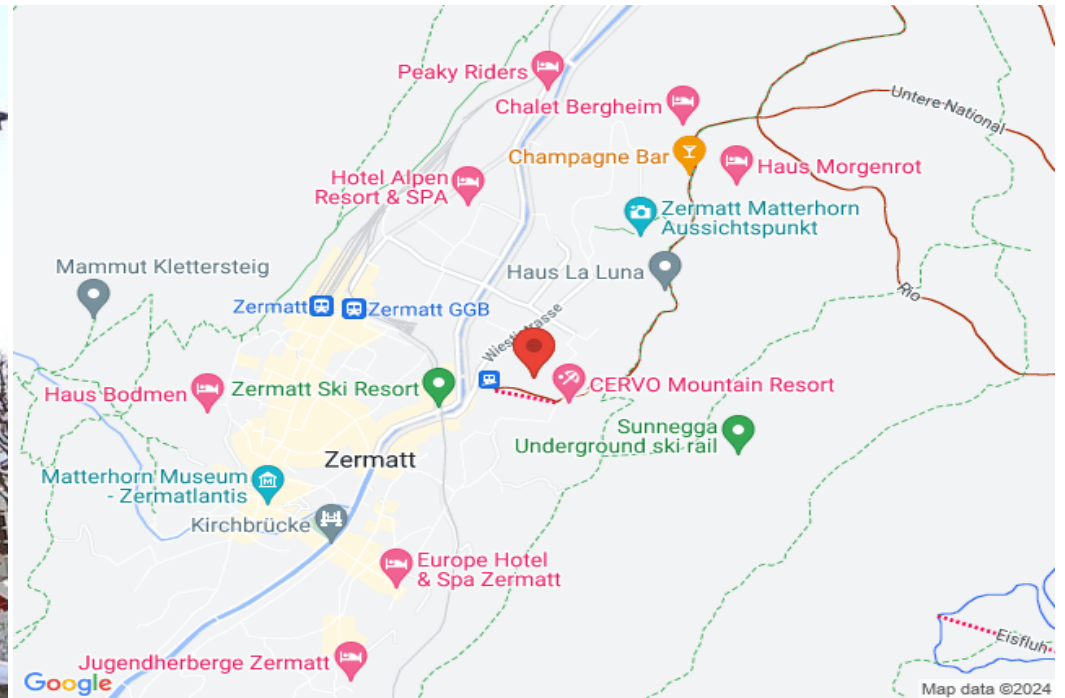 Peaky Riders
Chalet Bergheim
Untere National
Champagne Bar
Haus Morgenrot
Hotel Alpen
Resort & SPA
Zermatt Matterhorn
Aussichtspunkt
Mammut Klettersteig
Haus La Luna
Rio
Zermatt
Zermatt GGB
Wiestistrasse
Haus Bodmen
Zermatt Ski Resort
CERVO Mountain Resort
Sunnegga
Underground ski rail
Zermatt
Matterhorn Museum
- Zermatlantis
Kirchbrücke
Europe Hotel
& Spa Zermatt
Eisfluh
Jugendherberge Zermatt
Google
Map data ©2024